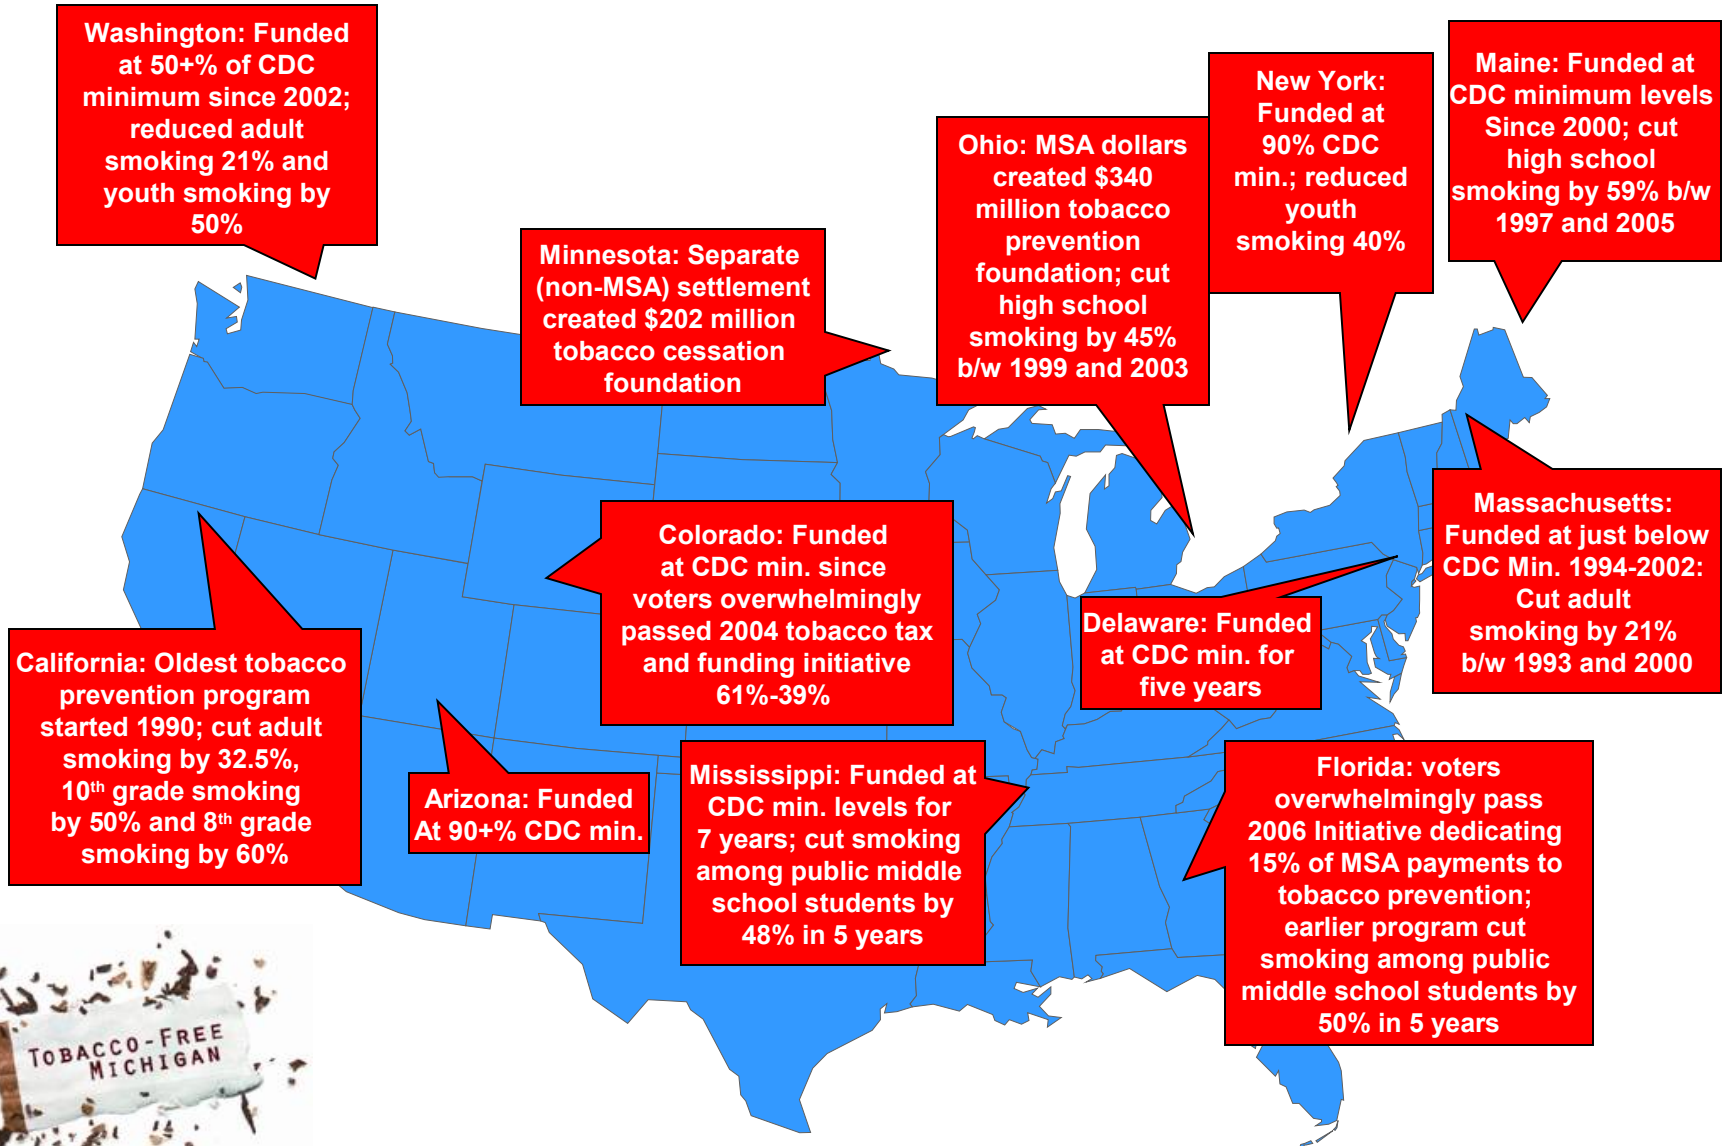 Washington: Funded
at 50+% of CDC
minimum since 2002;
reduced adult
smoking 21% and
youth smoking by
50%
Minnesota: Separate
(non-MSA) settlement
created $202 million
tobacco cessation
foundation
Ohio: MSA dollars
created $340
million tobacco
prevention
foundation; cut
high school
smoking by 45%
b/w 1999 and 2003
New York:
Funded at
90% CDC
min.; reduced
youth
smoking 40%
Maine: Funded at
CDC minimum levels
Since 2000; cut
high school
smoking by 59% b/w
1997 and 2005
Massachusetts:
Funded at just below
CDC Min. 1994-2002:
Cut adult
smoking by 21%
b/w 1993 and 2000
Colorado: Funded
at CDC min. since
voters overwhelmingly
passed 2004 tobacco tax
and funding initiative
61%-39%
Delaware: Funded
at CDC min. for
five years
California: Oldest tobacco
prevention program
started 1990; cut adult
smoking by 32.5%,
10th grade smoking
by 50% and 8th grade
smoking by 60%
Arizona: Funded
At 90+% CDC min.
Mississippi: Funded at
CDC min. levels for
7 years; cut smoking
among public middle
school students by
48% in 5 years
Florida: voters
overwhelmingly pass
2006 Initiative dedicating
15% of MSA payments to
tobacco prevention;
earlier program cut
smoking among public
middle school students by
50% in 5 years
TOBACCO-FREE
MICHIGAN